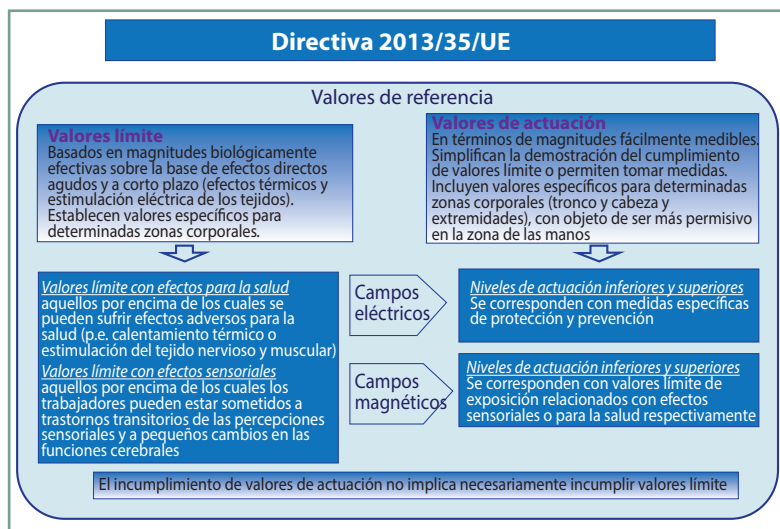 Directiva 2013/35/UE
Valores de referencia
Valores límite
Basados en magnitudes biológicamente
efectivas sobre la base de efectos directos
agudos y a corto plazo (efectos térmicos y
estimulación eléctrica de los tejidos).
Establecen valores específicos para
determinadas zonas corporales.
Valores de actuación
En términos de magnitudes fácilmente medibles.
Simplifican la demostración del cumplimiento
de valores límite o permiten tomar medidas.
Incluyen valores específicos para determinadas
zonas corporales (tronco y cabeza y
extremidades), con objeto de ser más permisivo
en la zona de las manos
Valores límite con efectos para la salud
aquellos por encima de los cuales se
pueden sufrir efectos adversos para la
salud (p.e. calentamiento térmico o
estimulación del tejido nervioso y muscular)
Valores límite con efectos sensoriales
aquellos por encima de los cuales los
trabajadores pueden estar sometidos a
trastornos transitorios de las percepciones
sensoriales y a pequeños cambios en las
funciones cerebrales
Campos
eléctricos
Niveles de actuación inferiores y superiores
Se corresponden con medidas específicas
de protección y prevención
Campos
magnéticos
Niveles de actuación inferiores y superiores
Se corresponden con valores límite de
exposición relacionados con efectos
sensoriales o para la salud respectivamente
El incumplimiento de valores de actuación no implica necesariamente incumplir valores límite